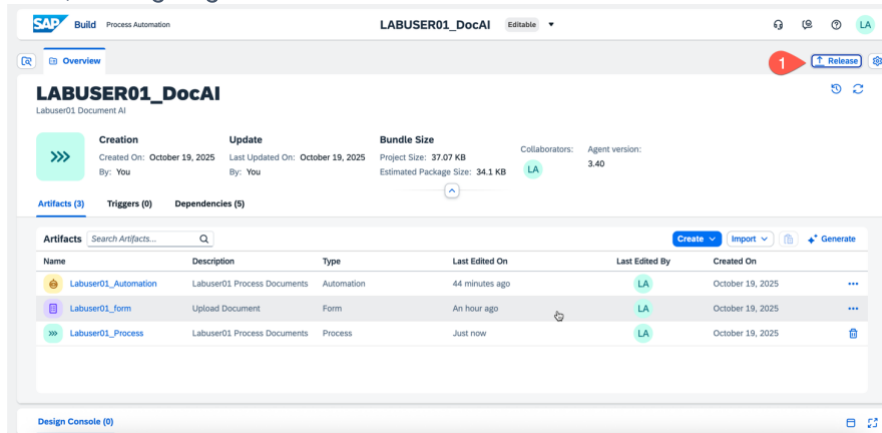 SAP Build Process Automation LABUSER01_DocAI Editable LA
Overview 1 Release
LABUSER01_DocAI
Labuser01 Document AI
Creation Update Bundle Size
Created On: October 19, 2025 Last Updated On: October 19, 2025 Project Size: 37.07 KB Collaborators: Agent version:
By: You By: You Estimated Package Size: 34.1 KB LA 3.40
Artifacts (3) Triggers (0) Dependencies (5)
Artifacts Search Artifacts... Create Import Generate
Name Description Type Last Edited On Last Edited By Created On
Labuser01_Automation Labuser01 Process Documents Automation 44 minutes ago LA October 19, 2025
Labuser01_form Upload Document Form An hour ago LA October 19, 2025
Labuser01_Process Labuser01 Process Documents Process Just now LA October 19, 2025
Design Console (0)